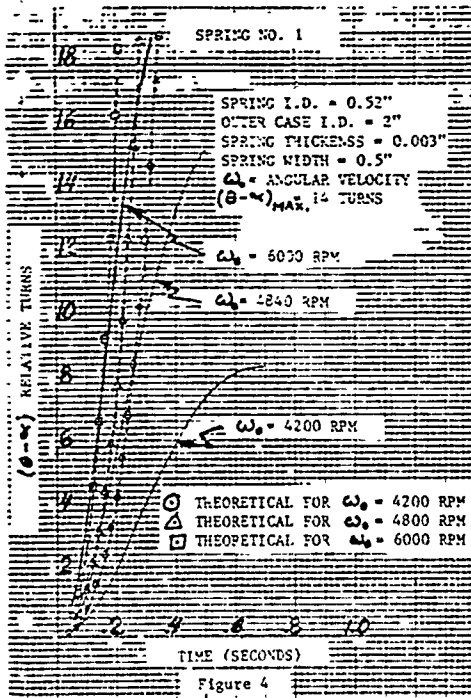 SPRING NO. 1
SPRING I.D. = 0.52"
OUTER CASE I.D. = 2"
SPRING THICKENSS = 0.003"
SPRING WIDTH = 0.5"
ω₀ = ANGULAR VELOCITY
(θ-α)MAX. = 14 TURNS
ω₀ = 6000 RPM
ω₀ = 4840 RPM
ω₀ = 4200 RPM
THEORETICAL FOR ω₀ = 4200 RPM
THEORETICAL FOR ω₀ = 4800 RPM
THEORETICAL FOR ω₀ = 6000 RPM
(θ-α) RELATIVE TURNS
18
16
14
12
10
8
6
4
2
.2 .4 .6 .8 1.0
TIME (SECONDS)
Figure 4